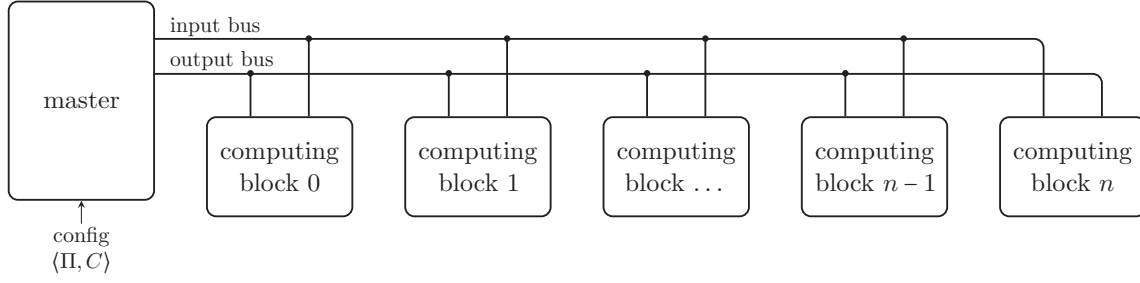 input bus
output bus
master
computing
block 0
computing
block 1
computing
block ...
computing
block n − 1
computing
block n
config
⟨Π, C⟩